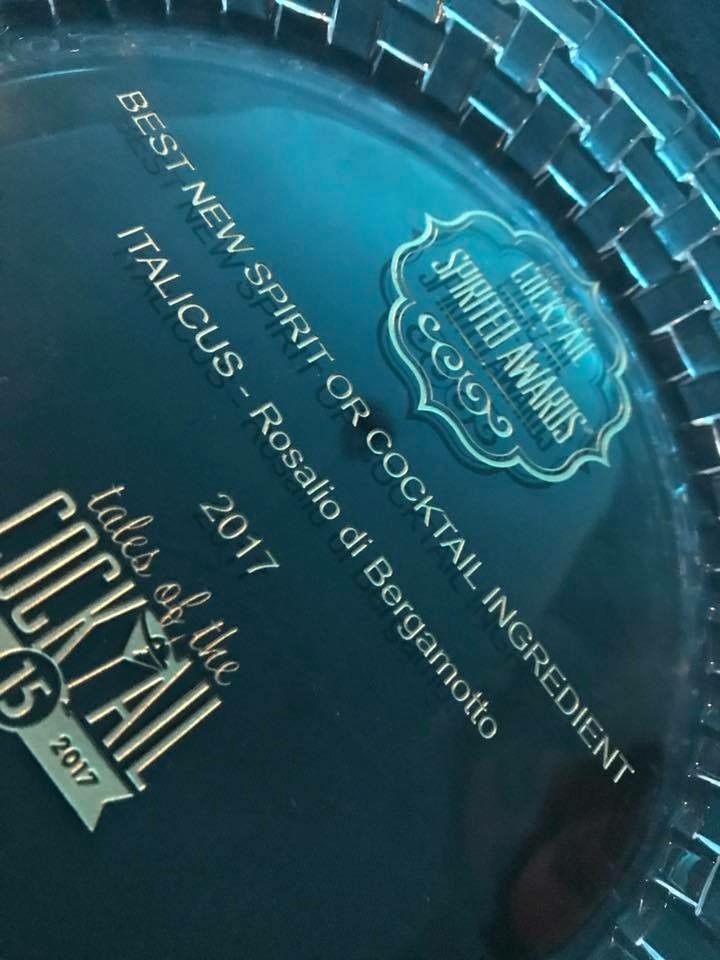 COCKTAIL
SPIRITED AWARDS
BEST NEW SPIRIT OR COCKTAIL INGREDIENT
ITALICUS - Rosalio di Bergamotto
2017
tales of the
COCKTAIL
15
2017